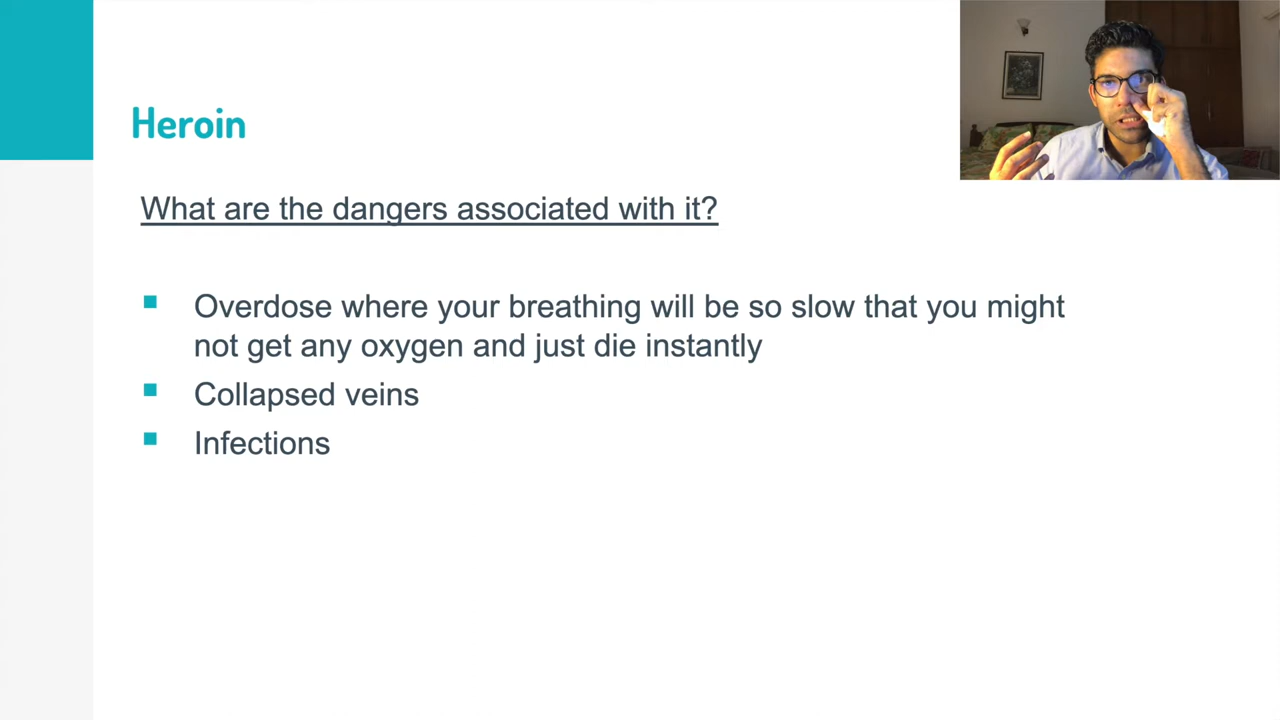 Heroin
What are the dangers associated with it?
Overdose where your breathing will be so slow that you might
not get any oxygen and just die instantly
Collapsed veins
Infections